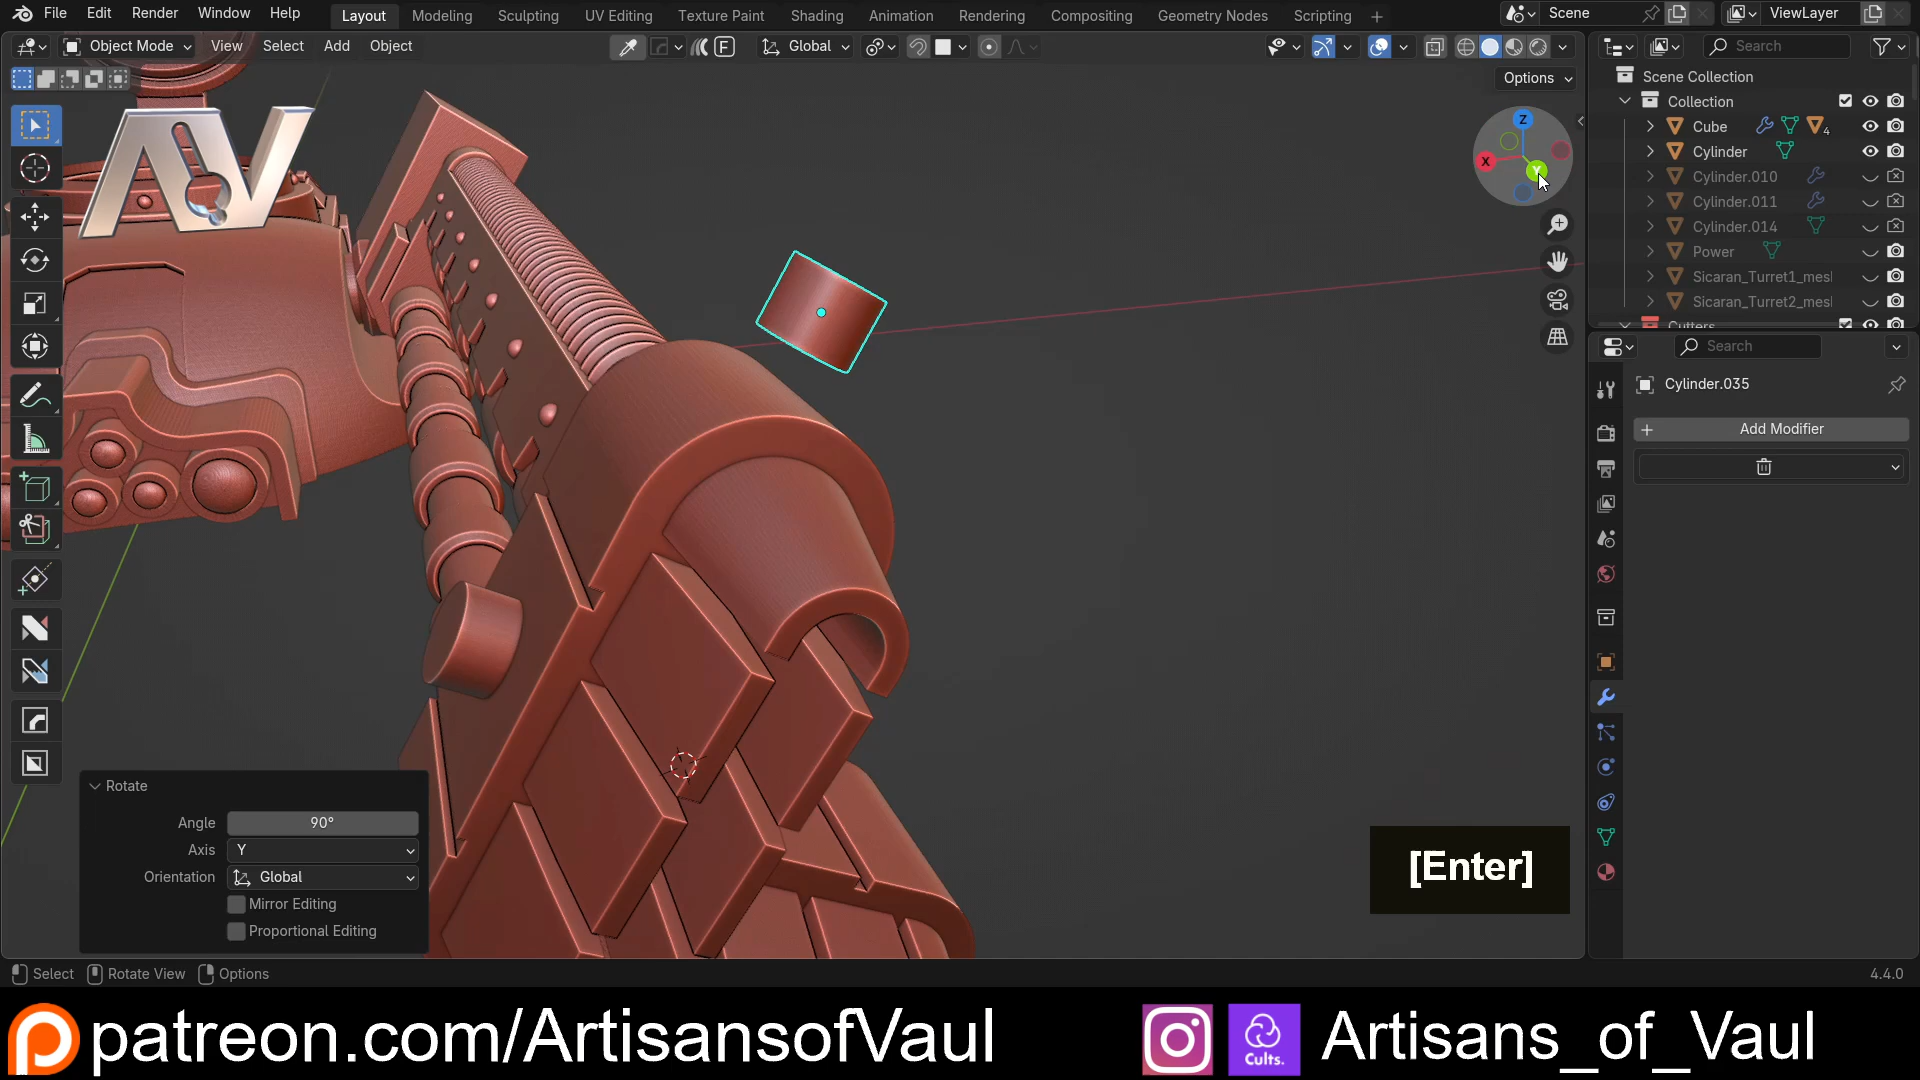 File Edit Render Window Help Layout Modeling Sculpting UV Editing Texture Paint Shading Animation Rendering Compositing Geometry Nodes Scripting + Scene ViewLayer
Object Mode View Select Add Object F Global Search
Options
Scene Collection
Collection
Cube 4
Cylinder
Cylinder.010
Cylinder.011
Cylinder.014
Power
Sicaran_Turret1_mesl
Sicaran_Turret2_mesl
Cutters
Z
X
Y
Search
Cylinder.035
+ Add Modifier
Rotate
Angle 90°
Axis Y
Orientation Global
Mirror Editing
Proportional Editing
[Enter]
Select Rotate View Options 4.4.0
patreon.com/ArtisansofVaul Cults. Artisans_of_Vaul